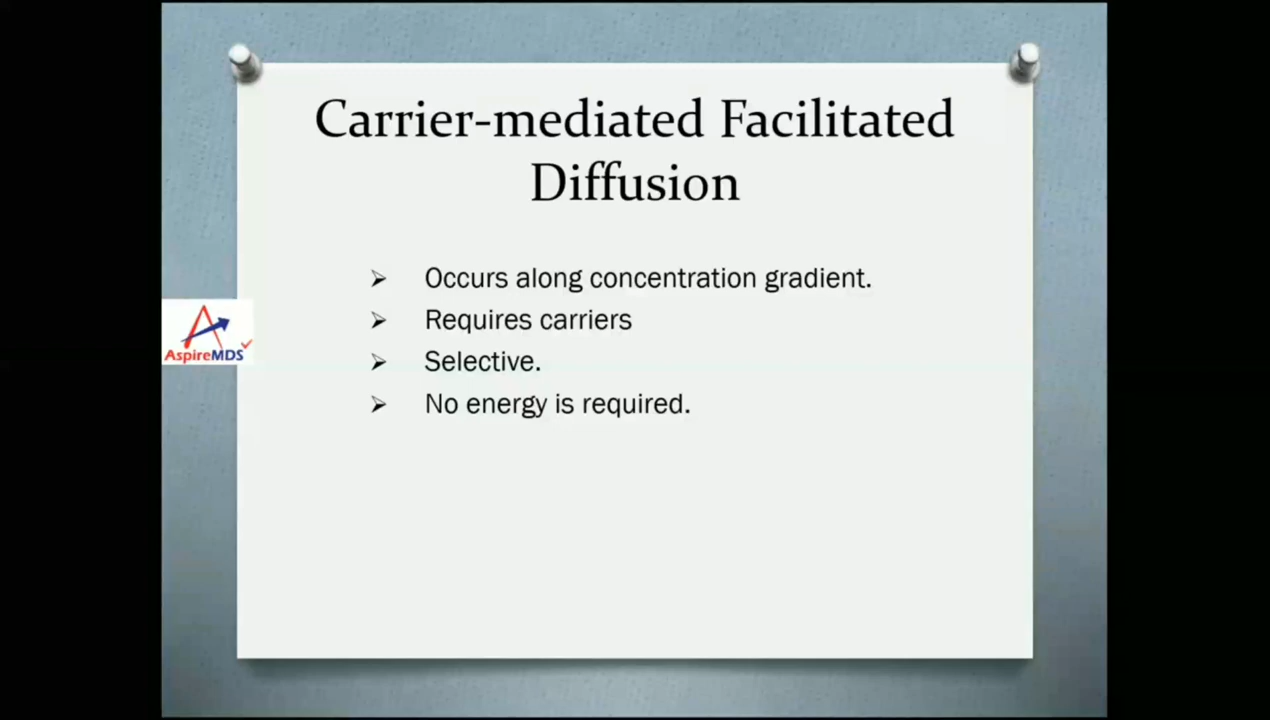 Carrier-mediated Facilitated
Diffusion
➢ Occurs along concentration gradient.
➢ Requires carriers
➢ Selective.
➢ No energy is required.
AspireMDS